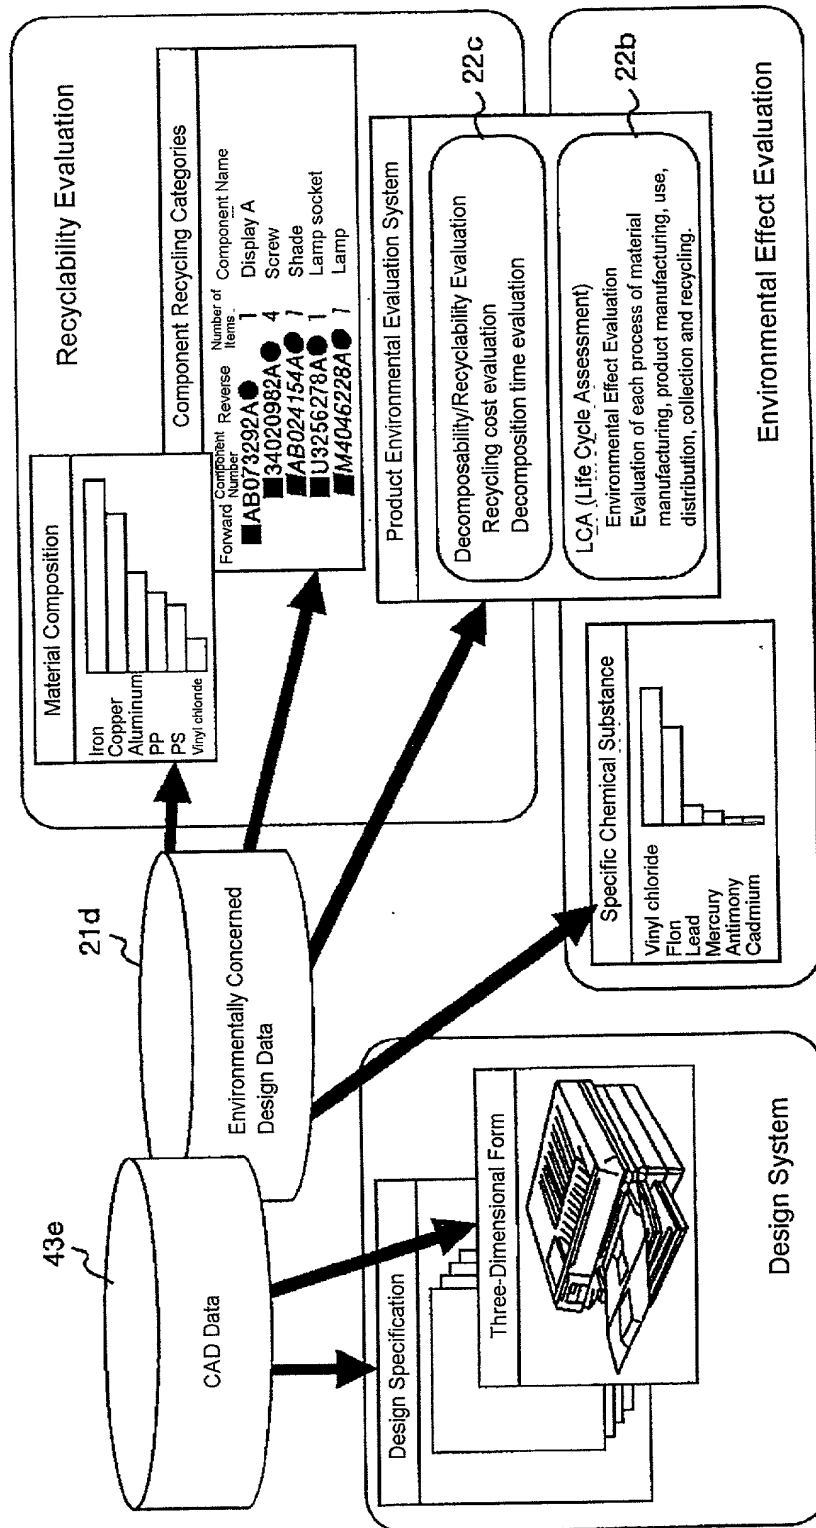 43e
CAD Data
21d
Environmentally Concerned
Design Data
Design Specification
Three-Dimensional Form
Design System
Recyclability Evaluation
Material Composition
Iron
Copper
Aluminum
PP
PS
Vinyl chloride
Component Recycling Categories
Forward Component Number Reverse Number of Items Component Name
AB073292A 1 Display A
34020982A 4 Screw
AB024154A 1 Shade
U3256278A 1 Lamp socket
M4046228A 1 Lamp
Product Environmental Evaluation System
22c
Decomposability/Recyclability Evaluation
Recycling cost evaluation
Decomposition time evaluation
22b
LCA (Life Cycle Assessment)
Environmental Effect Evaluation
Evaluation of each process of material
manufacturing, product manufacturing, use,
distribution, collection and recycling.
Specific Chemical Substance
Vinyl chloride
Flon
Lead
Mercury
Antimony
Cadmium
Environmental Effect Evaluation